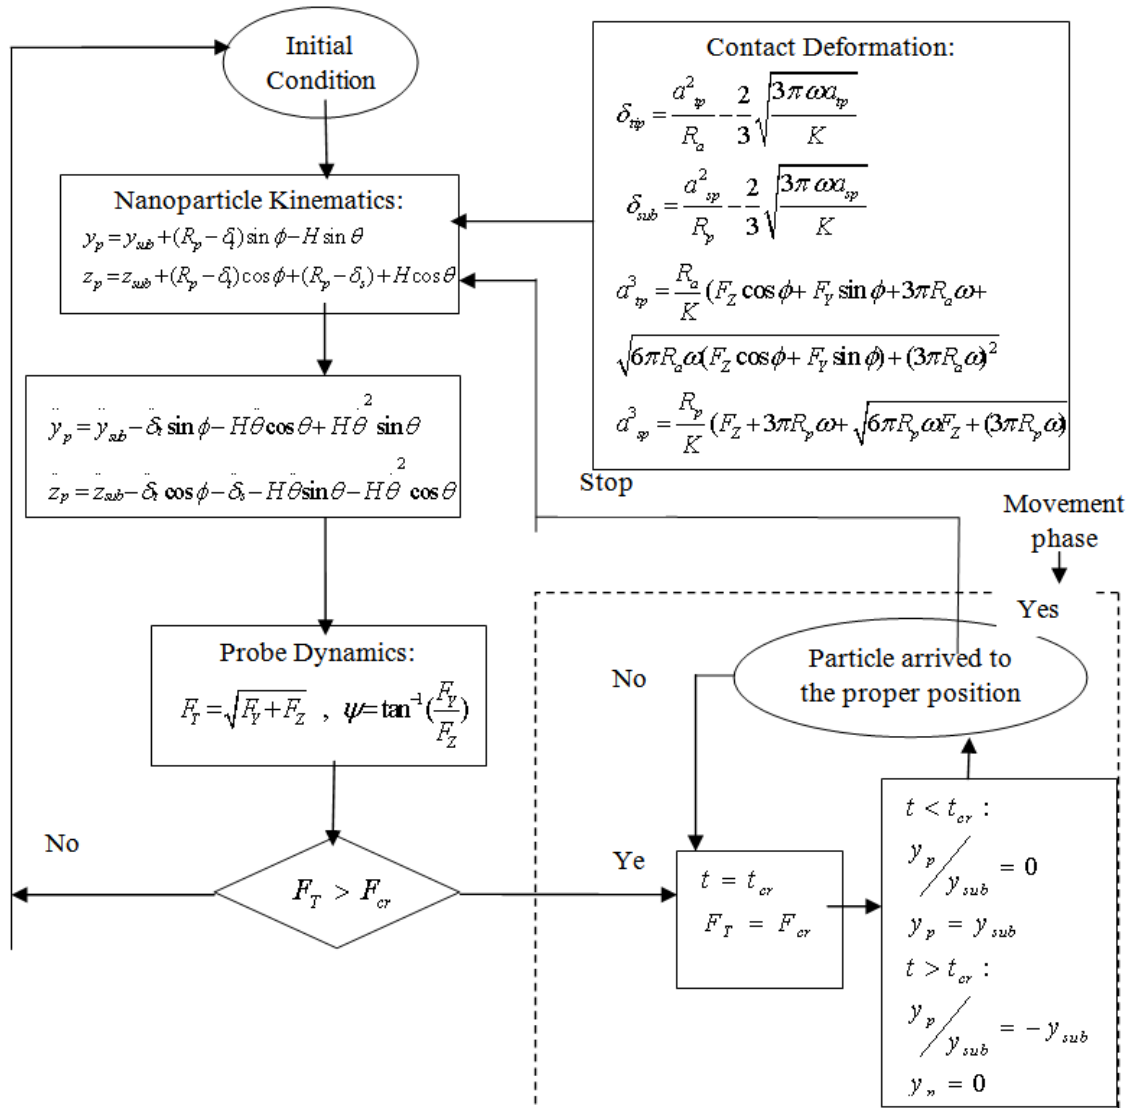 Initial
Condition
Contact Deformation:
δ_tip = a²_tp / R_a − 2/3 √(3πωa_tp / K)
δ_sub = a²_sp / R_p − 2/3 √(3πωa_sp / K)
a³_tp = R_a / K (F_Z cos ϕ + F_Y sin ϕ + 3πR_aω +
√(6πR_aω(F_Z cos ϕ + F_Y sin ϕ) + (3πR_aω)²
a³_sp = R_p / K (F_Z + 3πR_pω + √(6πR_pωF_Z + (3πR_pω)
Nanoparticle Kinematics:
y_p = y_sub + (R_p − δ_t) sin ϕ − H sin θ
z_p = z_sub + (R_p − δ_t) cos ϕ + (R_p − δ_s) + H cos θ
ÿ_p = ÿ_sub − δ̈_t sin ϕ − Hθ̈ cos θ + Hθ̇² sin θ
z̈_p = z̈_sub − δ̈_t cos ϕ − δ̈_s − Hθ̈ sin θ − Hθ̇² cos θ
Stop
Movement
phase
Yes
Probe Dynamics:
F_T = √(F_Y + F_Z) , ψ = tan⁻¹(F_Y / F_Z)
Particle arrived to
the proper position
No
No
F_T > F_cr
Ye
t = t_cr
F_T = F_cr
t < t_cr :
y_p / y_sub = 0
y_p = y_sub
t > t_cr :
y_p / y_sub = − y_sub
y_n = 0